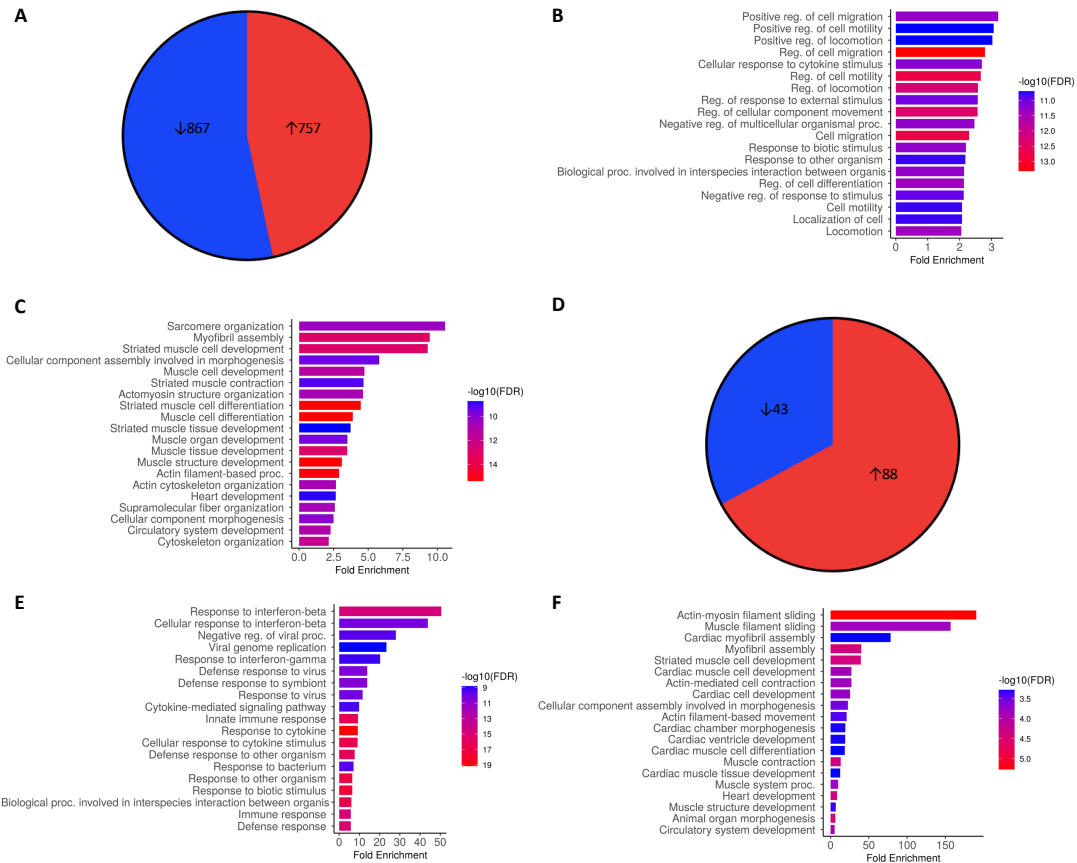 A
↓867
↑757
B
Positive reg. of cell migration
Positive reg. of cell motility
Positive reg. of locomotion
Reg. of cell migration
Cellular response to cytokine stimulus
Reg. of cell motility
Reg. of locomotion
Reg. of response to external stimulus
Reg. of cellular component movement
Negative reg. of multicellular organismal proc.
Cell migration
Response to biotic stimulus
Response to other organism
Biological proc. involved in interspecies interaction between organis
Reg. of cell differentiation
Negative reg. of response to stimulus
Cell motility
Localization of cell
Locomotion
0 1 2 3
Fold Enrichment
-log10(FDR)
11.0
11.5
12.0
12.5
13.0
C
Sarcomere organization
Myofibril assembly
Striated muscle cell development
Cellular component assembly involved in morphogenesis
Muscle cell development
Striated muscle contraction
Actomyosin structure organization
Striated muscle cell differentiation
Muscle cell differentiation
Striated muscle tissue development
Muscle organ development
Muscle tissue development
Muscle structure development
Actin filament-based proc.
Actin cytoskeleton organization
Heart development
Supramolecular fiber organization
Cellular component morphogenesis
Circulatory system development
Cytoskeleton organization
0.0 2.5 5.0 7.5 10.0
Fold Enrichment
-log10(FDR)
10
12
14
D
↓43
↑88
E
Response to interferon-beta
Cellular response to interferon-beta
Negative reg. of viral proc.
Viral genome replication
Response to interferon-gamma
Defense response to virus
Defense response to symbiont
Response to virus
Cytokine-mediated signaling pathway
Innate immune response
Response to cytokine
Cellular response to cytokine stimulus
Defense response to other organism
Response to bacterium
Response to other organism
Response to biotic stimulus
Biological proc. involved in interspecies interaction between organis
Immune response
Defense response
0 10 20 30 40 50
Fold Enrichment
-log10(FDR)
9
11
13
15
17
19
F
Actin-myosin filament sliding
Muscle filament sliding
Cardiac myofibril assembly
Myofibril assembly
Striated muscle cell development
Cardiac muscle cell development
Actin-mediated cell contraction
Cardiac cell development
Cellular component assembly involved in morphogenesis
Actin filament-based movement
Cardiac chamber morphogenesis
Cardiac ventricle development
Cardiac muscle cell differentiation
Muscle contraction
Cardiac muscle tissue development
Muscle system proc.
Heart development
Muscle structure development
Animal organ morphogenesis
Circulatory system development
0 50 100 150
Fold Enrichment
-log10(FDR)
3.5
4.0
4.5
5.0